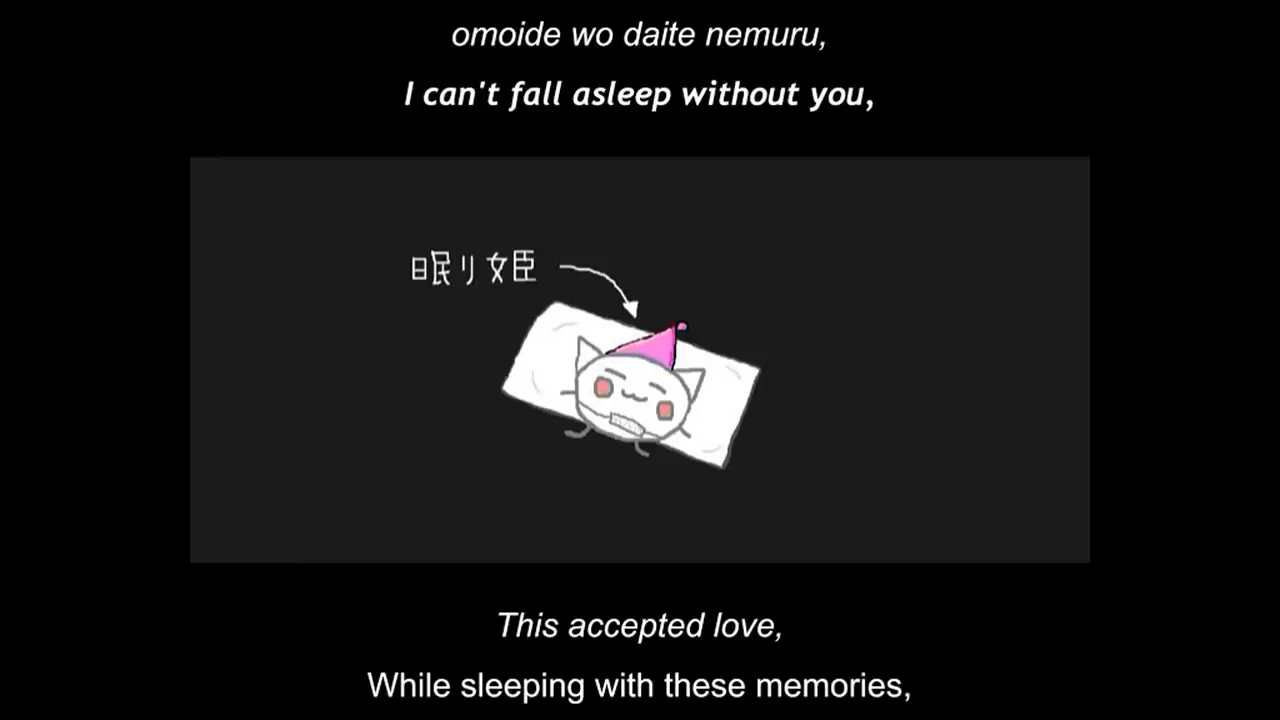 omoide wo daite nemuru,
I can't fall asleep without you,
眠り姫
This accepted love,
While sleeping with these memories,